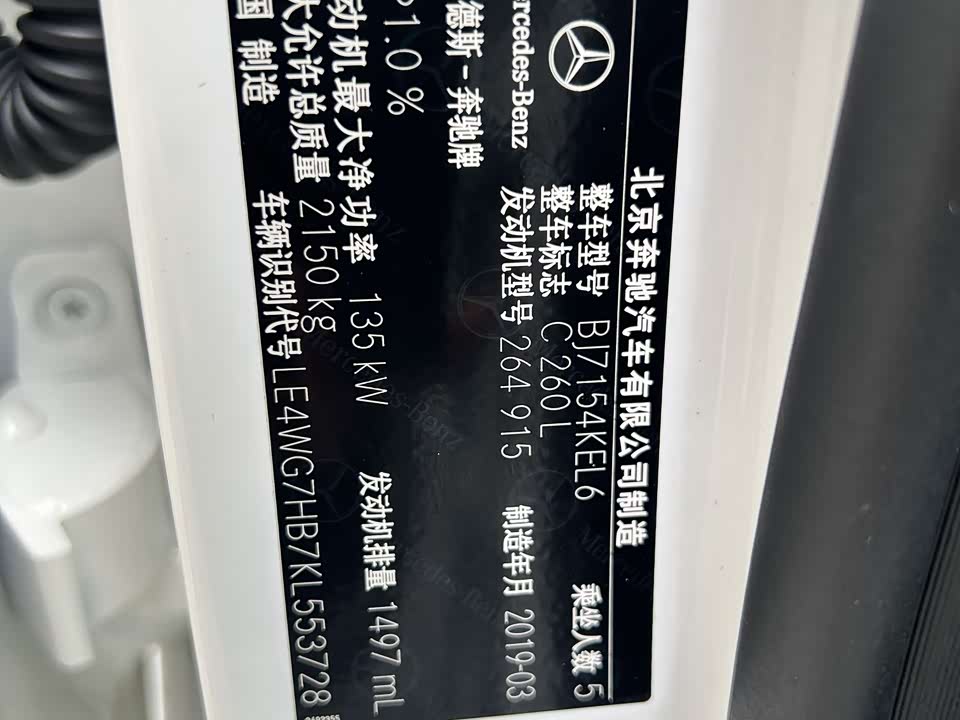 北京奔驰汽车有限公司制造
Mercedes-Benz
整车型号 BJ7154KEL6 乘坐人数 5
整车标志 C 260 L
发动机型号 264 915 制造年月 2019-03
德斯-奔驰牌
1.0 %
动机最大净功率 135 kW 发动机排量 1497 mL
大允许总质量 2150 kg
国 制造 车辆识别代号 LE4WG7HB7KL553728